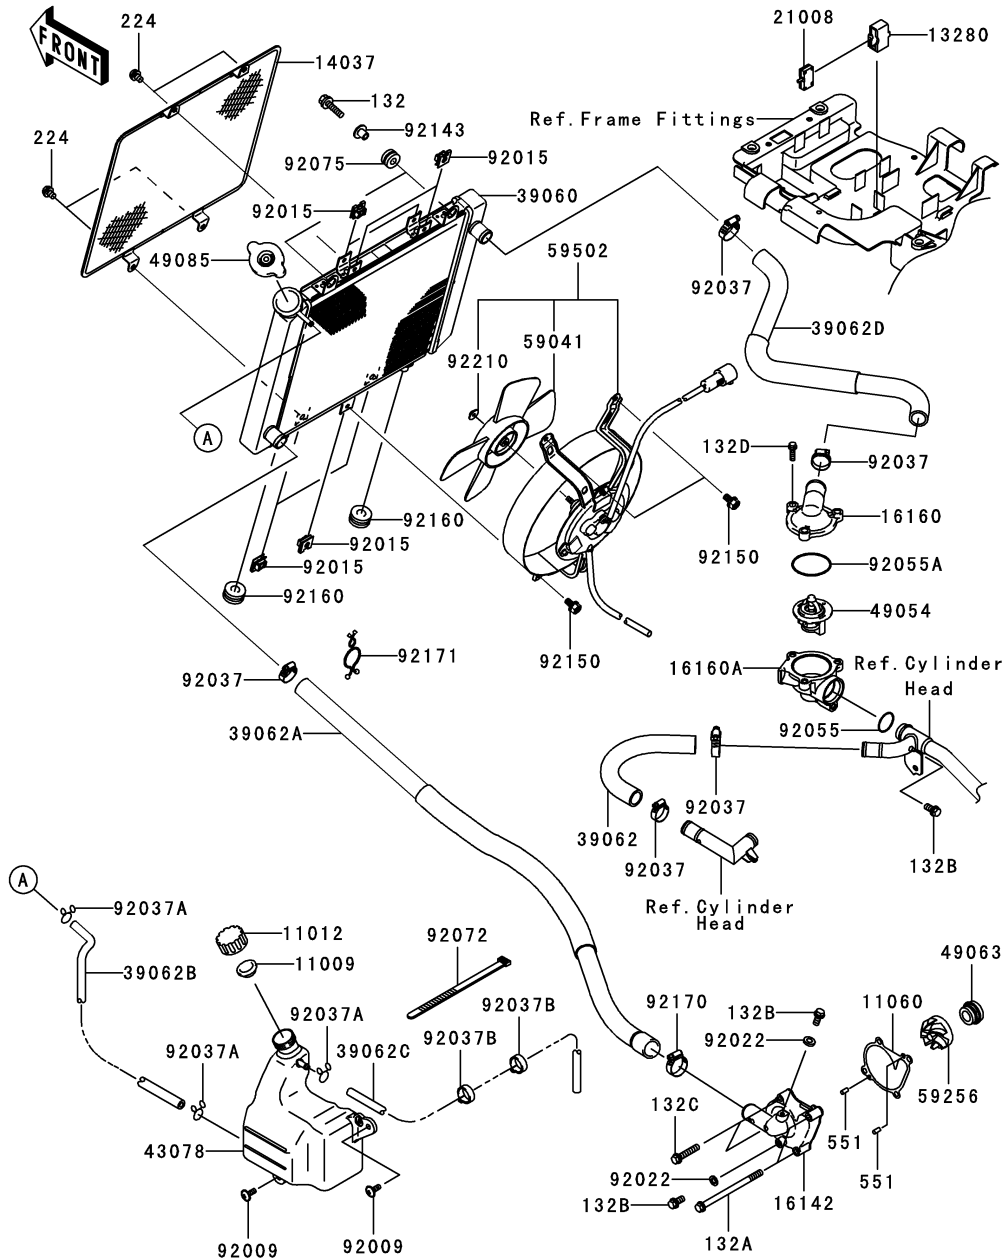 224
21008
13280
FRONT
14037
132
Ref.Frame Fittings
92143
224
92075
92015
92015
39060
49085
59502
92037
39062D
92210
59041
A
132D
92037
92160
16160
92015
92150
92055A
92015
92160
49054
92150
92171
16160A
Ref.Cylinder
Head
92037
39062A
92055
39062
92037
92037
132B
A
Ref.Cylinder
Head
92037A
11012
92072
49063
39062B
11009
92037B
92170
132B
11060
92037A
92037A
39062C
92037B
92022
59256
132C
551
43078
92022
551
132B
16142
92009
92009
132A